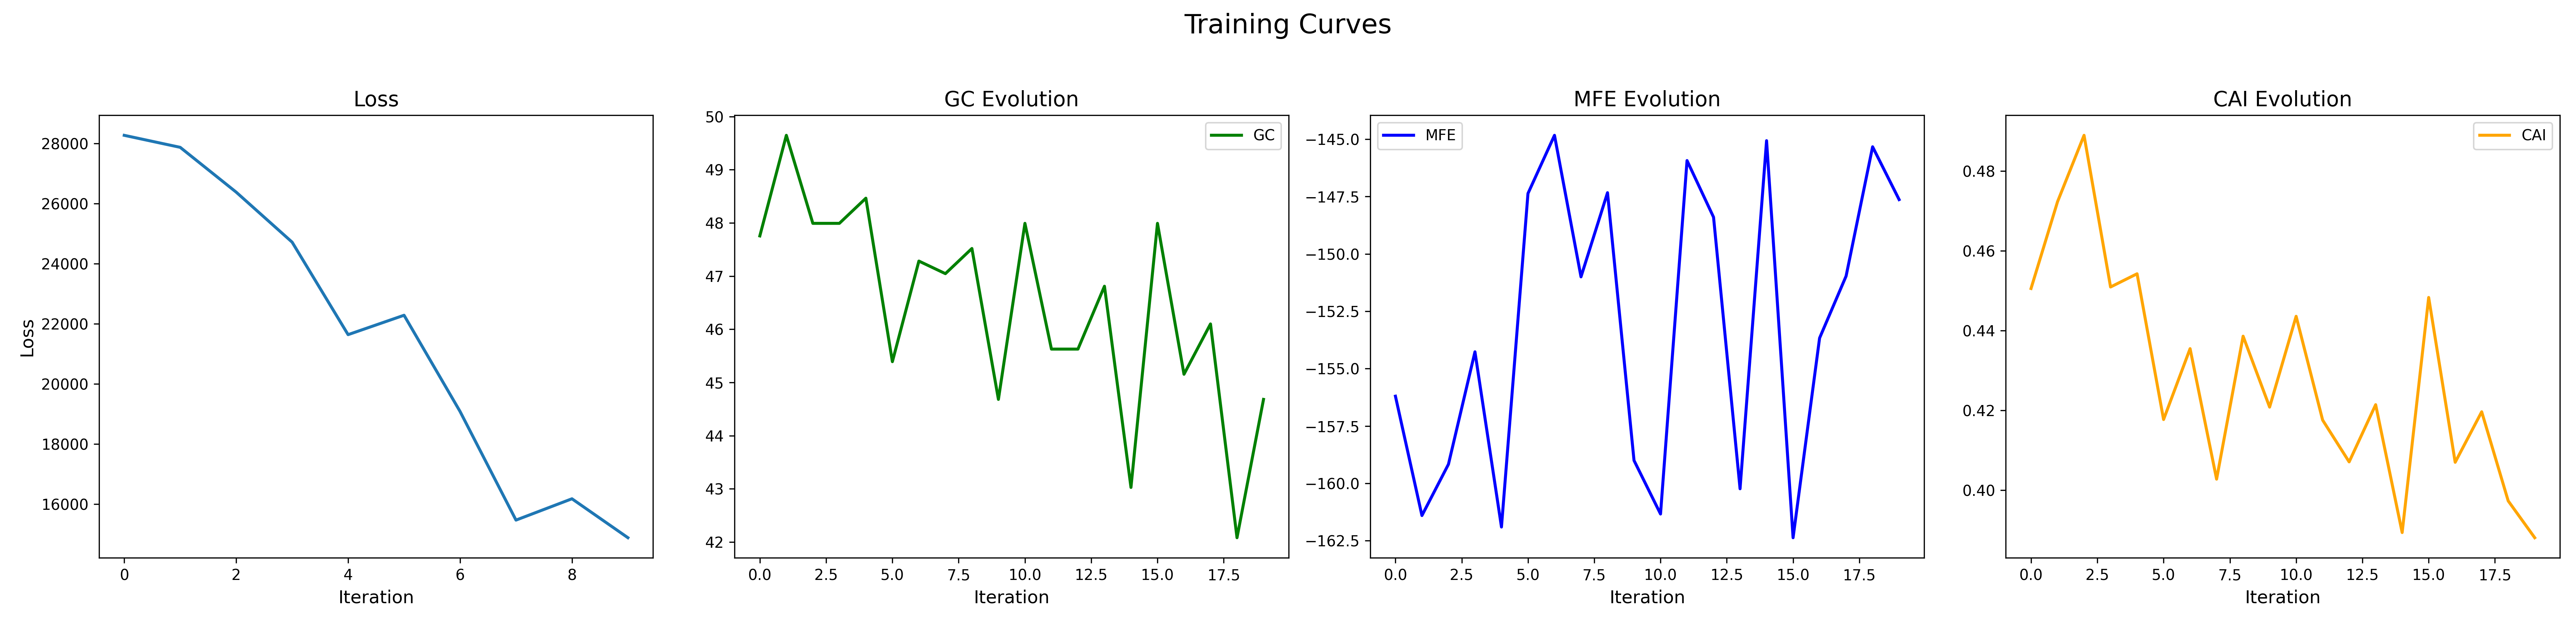 Training Curves
Loss
28000
26000
24000
22000
20000
18000
16000
Loss
0 2 4 6 8
Iteration
GC Evolution
GC
50
49
48
47
46
45
44
43
42
0.0 2.5 5.0 7.5 10.0 12.5 15.0 17.5
Iteration
MFE Evolution
MFE
−145.0
−147.5
−150.0
−152.5
−155.0
−157.5
−160.0
−162.5
0.0 2.5 5.0 7.5 10.0 12.5 15.0 17.5
Iteration
CAI Evolution
CAI
0.48
0.46
0.44
0.42
0.40
0.0 2.5 5.0 7.5 10.0 12.5 15.0 17.5
Iteration